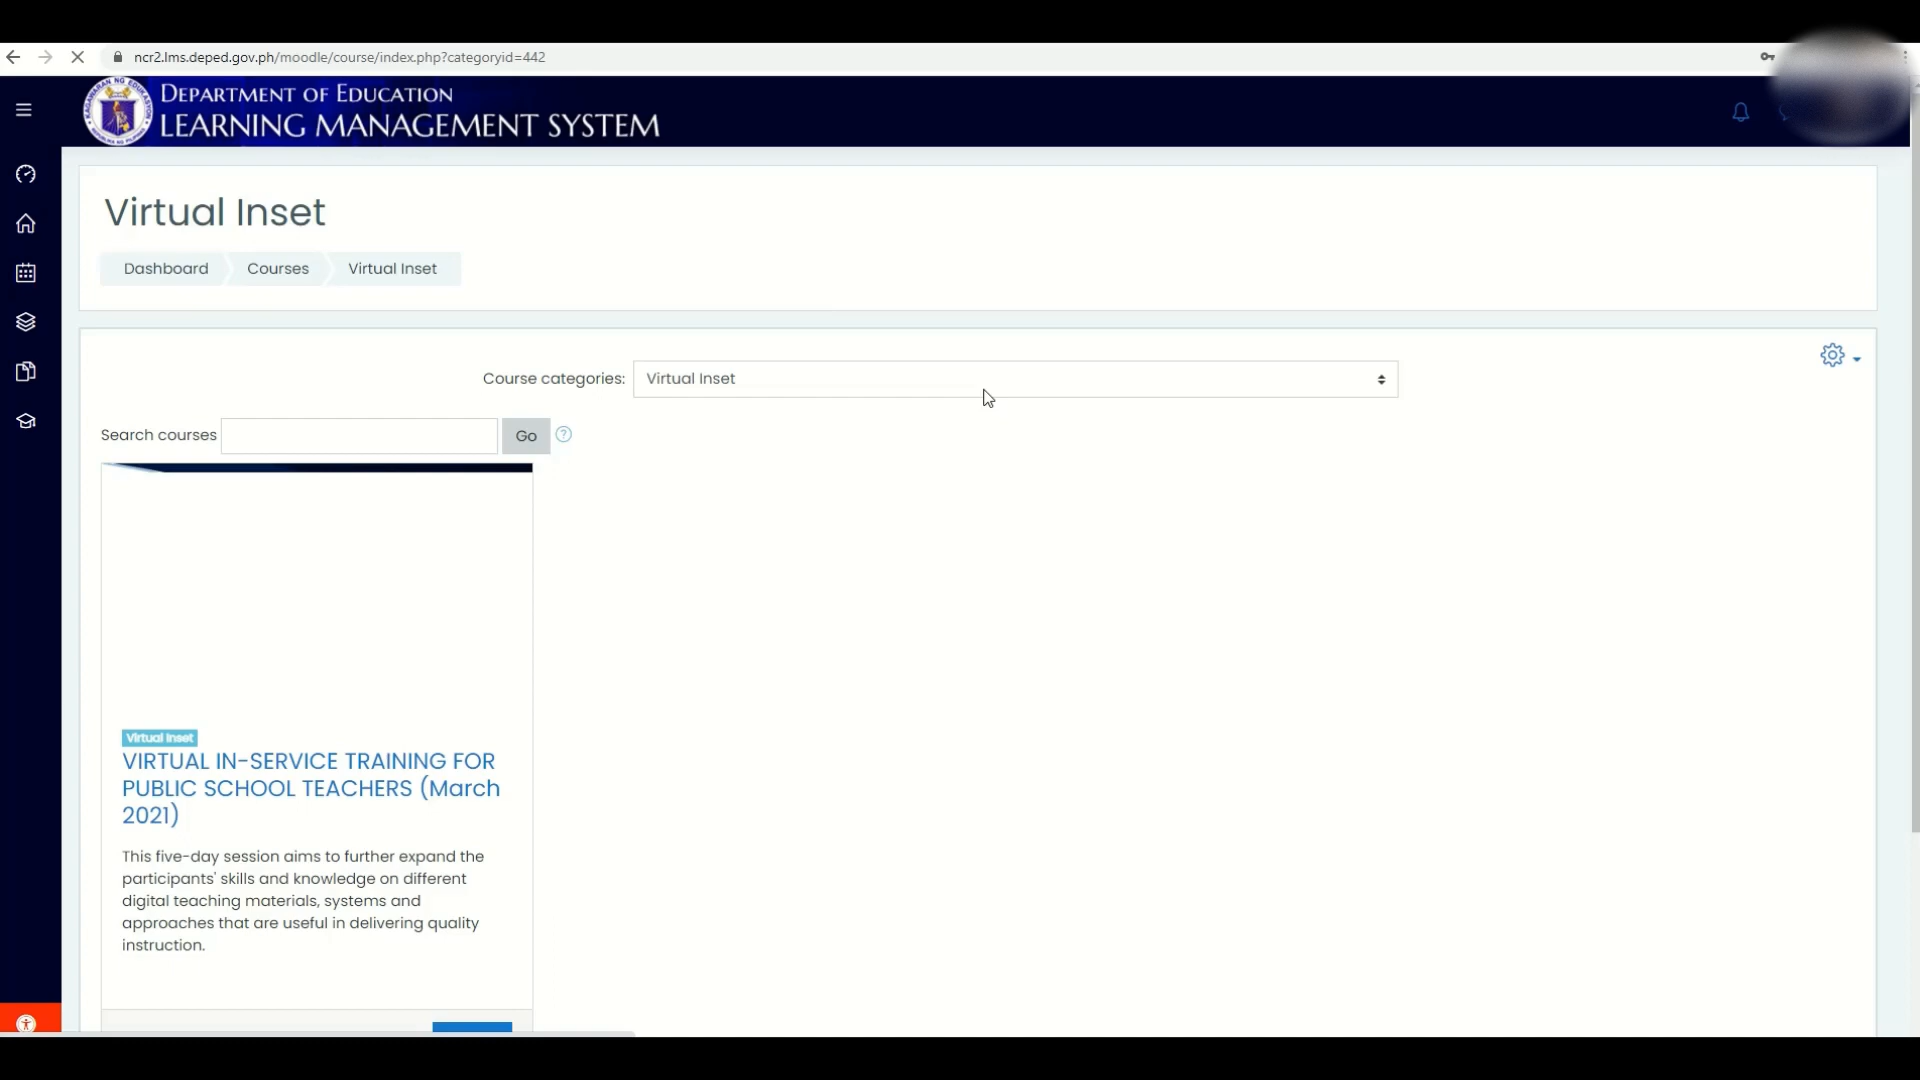 ncr2.lms.deped.gov.ph/moodle/course/index.php?categoryid=442
DEPARTMENT OF EDUCATION
LEARNING MANAGEMENT SYSTEM
Virtual Inset
Dashboard Courses Virtual Inset
Course categories: Virtual Inset
Search courses Go ?
Virtual Inset
VIRTUAL IN-SERVICE TRAINING FOR
PUBLIC SCHOOL TEACHERS (March
2021)
This five-day session aims to further expand the
participants' skills and knowledge on different
digital teaching materials, systems and
approaches that are useful in delivering quality
instruction.